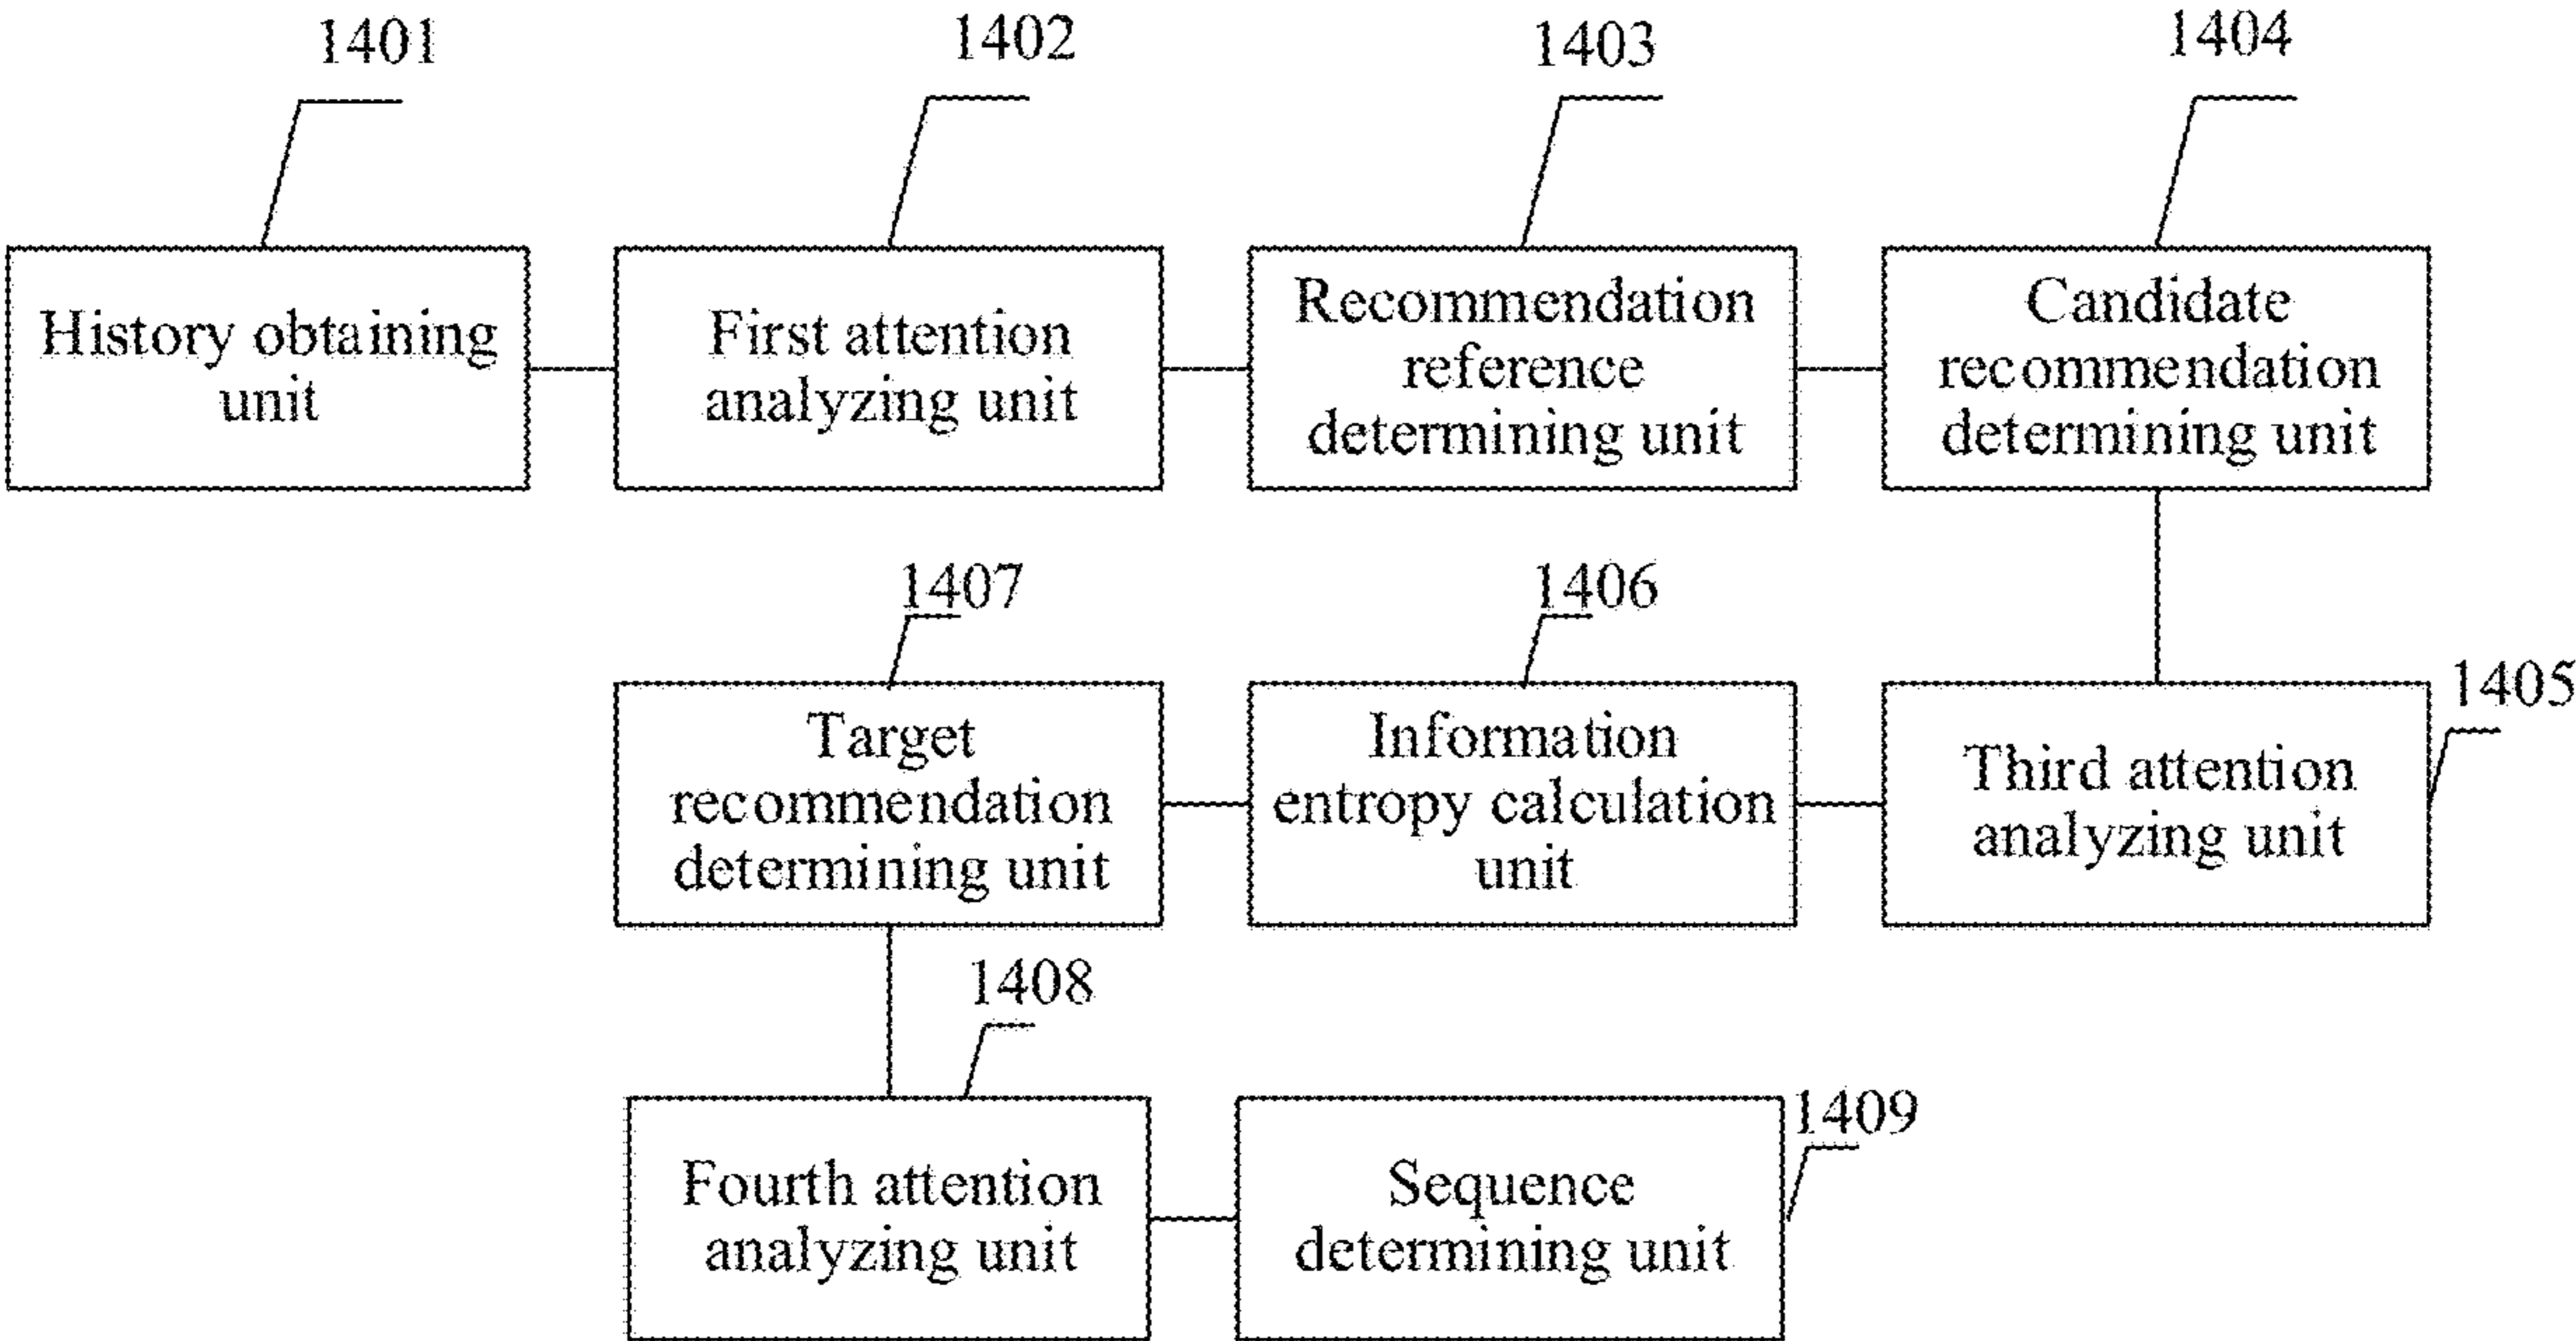 1401
1402
1403
1404
History obtaining
unit
First attention
analyzing unit
Recommendation
reference
determining unit
Candidate
recommendation
determining unit
1407
1406
1405
Target
recommendation
determining unit
Information
entropy calculation
unit
Third attention
analyzing unit
1408
1409
Fourth attention
analyzing unit
Sequence
determining unit